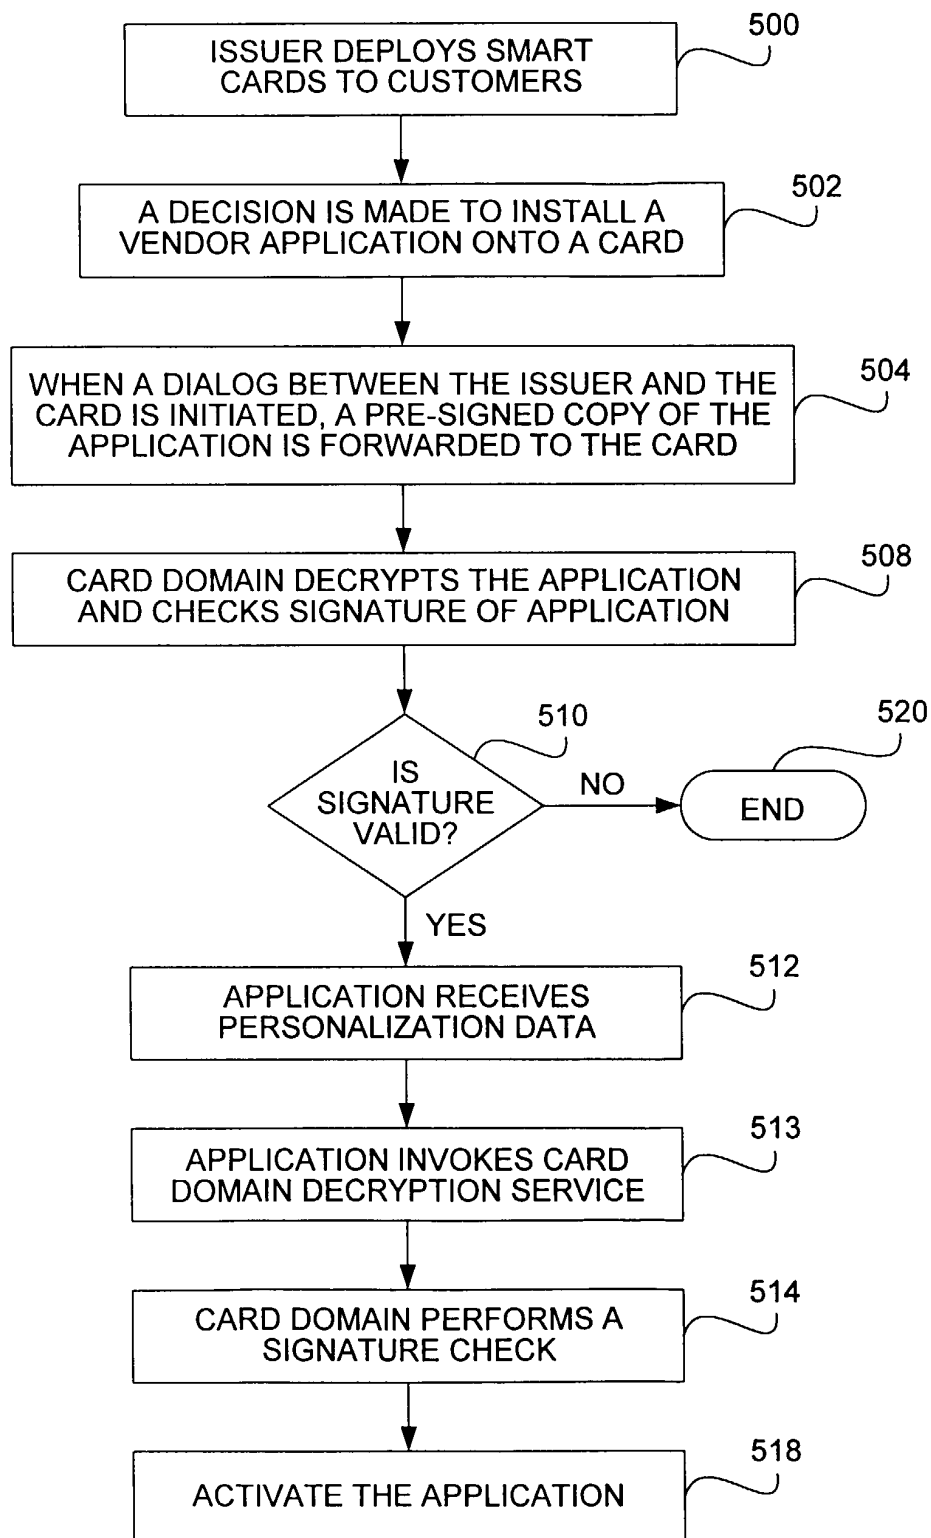 500
ISSUER DEPLOYS SMART
CARDS TO CUSTOMERS
502
A DECISION IS MADE TO INSTALL A
VENDOR APPLICATION ONTO A CARD
504
WHEN A DIALOG BETWEEN THE ISSUER AND THE
CARD IS INITIATED, A PRE-SIGNED COPY OF THE
APPLICATION IS FORWARDED TO THE CARD
508
CARD DOMAIN DECRYPTS THE APPLICATION
AND CHECKS SIGNATURE OF APPLICATION
510
IS
SIGNATURE
VALID?
NO
520
END
YES
512
APPLICATION RECEIVES
PERSONALIZATION DATA
513
APPLICATION INVOKES CARD
DOMAIN DECRYPTION SERVICE
514
CARD DOMAIN PERFORMS A
SIGNATURE CHECK
518
ACTIVATE THE APPLICATION